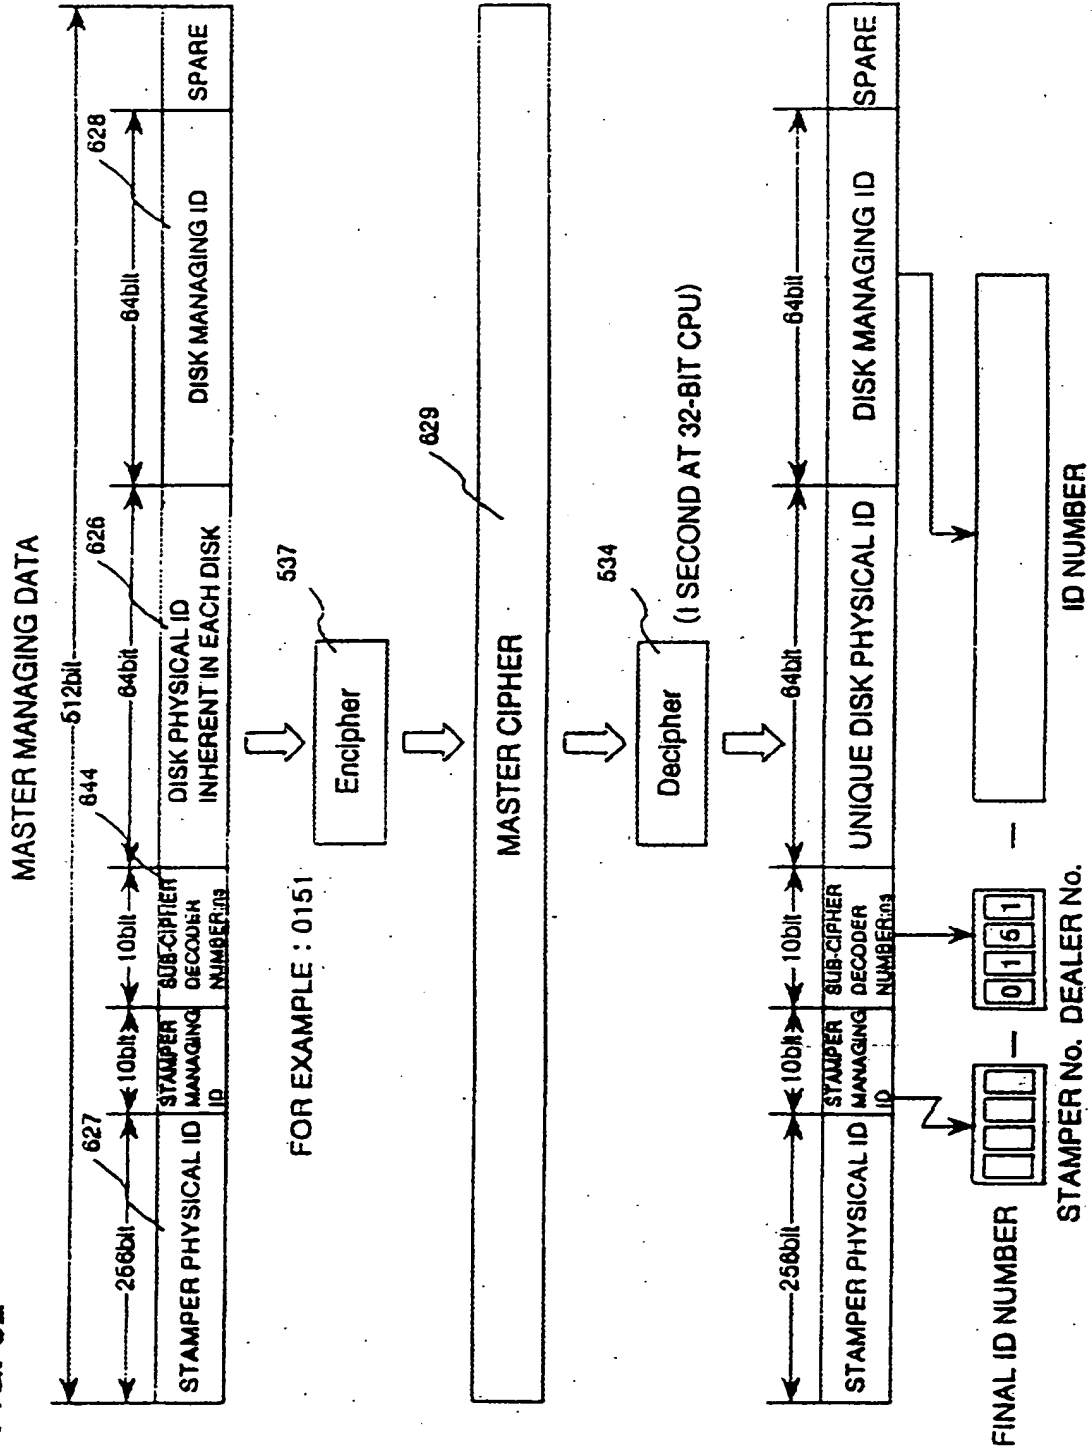 MASTER MANAGING DATA
512bit
627
644
626
628
256bit
10bit
10bit
64bit
64bit
STAMPER PHYSICAL ID
STAMPER
MANAGING
ID
SUB-CIPHER
DECODER
NUMBER:ns
DISK PHYSICAL ID
INHERENT IN EACH DISK
DISK MANAGING ID
SPARE
FOR EXAMPLE : 0151
Encipher
537
629
MASTER CIPHER
Decipher
534
(I SECOND AT 32-BIT CPU)
256bit
10bit
10bit
64bit
64bit
STAMPER PHYSICAL ID
STAMPER
MANAGING
ID
SUB-CIPHER
DECODER
NUMBER:ns
UNIQUE DISK PHYSICAL ID
DISK MANAGING ID
SPARE
FINAL ID NUMBER
— 0 1 5 1 —
STAMPER No. DEALER No.
ID NUMBER